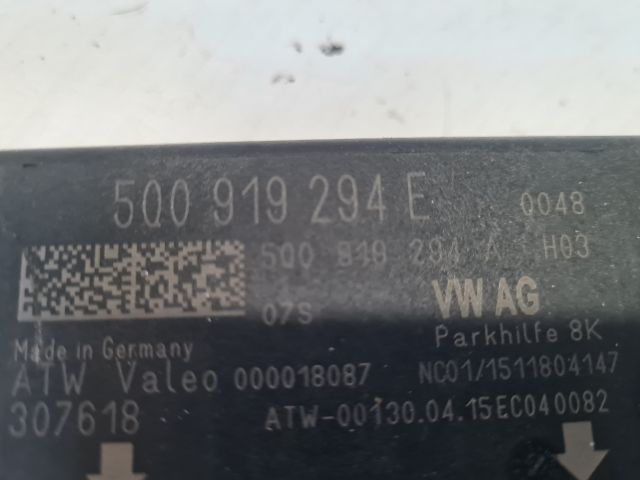 5Q0 919 294 E 0048
5Q0 919 294 A H03
07S VW AG
Parkhilfe 8K
Made in Germany
ATW Valeo 000018087 NC01/1511804147
307618 ATW-00130.04.15EC040082